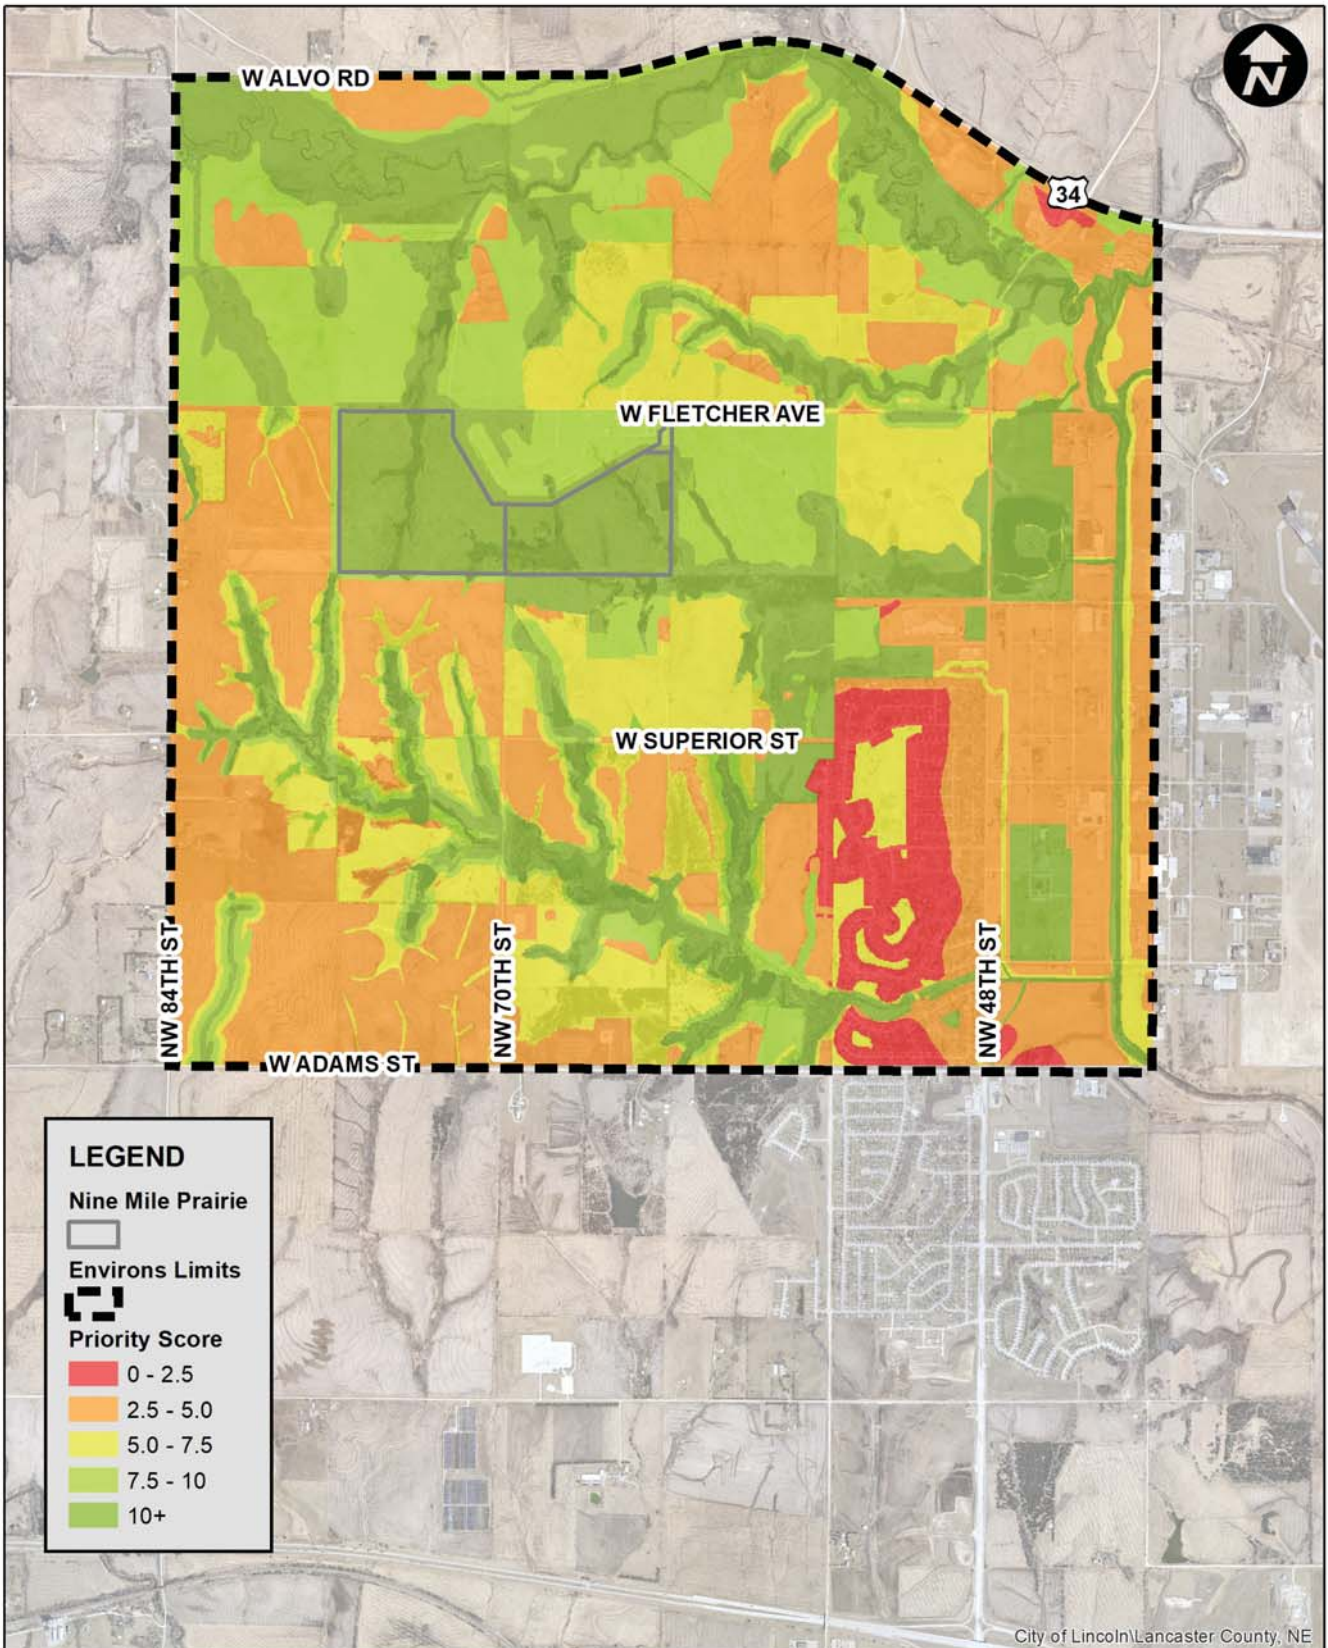 W ALVO RD
N
34
W FLETCHER AVE
W SUPERIOR ST
NW 84TH ST
NW 70TH ST
NW 48TH ST
W ADAMS ST
LEGEND
Nine Mile Prairie
Environs Limits
Priority Score
0 - 2.5
2.5 - 5.0
5.0 - 7.5
7.5 - 10
10+
City of Lincoln\Lancaster County, NE